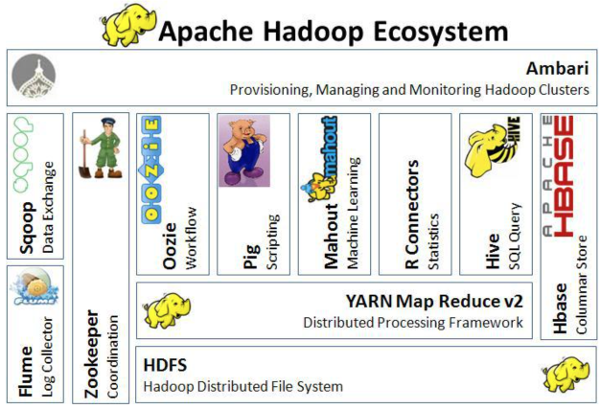 Apache Hadoop Ecosystem
Ambari
Provisioning, Managing and Monitoring Hadoop Clusters
sqoop
Sqoop
Data Exchange
Flume
Log Collector
Zookeeper
Coordination
OOZIE
Oozie
Workflow
Pig
Scripting
mahout
Mahout
Machine Learning
R Connectors
Statistics
HIVE
Hive
SQL Query
APACHE
HBASE
Hbase
Columnar Store
YARN Map Reduce v2
Distributed Processing Framework
HDFS
Hadoop Distributed File System